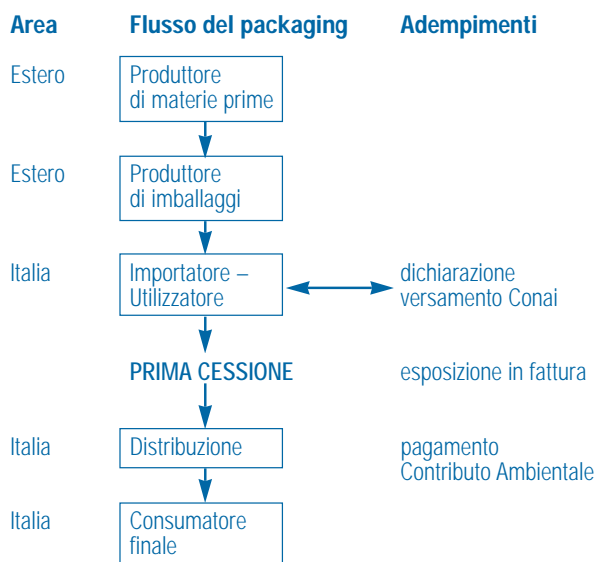 Area Flusso del packaging Adempimenti
Estero Produttore
di materie prime
Estero Produttore
di imballaggi
Italia Importatore – dichiarazione
Utilizzatore versamento Conai
PRIMA CESSIONE esposizione in fattura
Italia Distribuzione pagamento
Contributo Ambientale
Italia Consumatore
finale